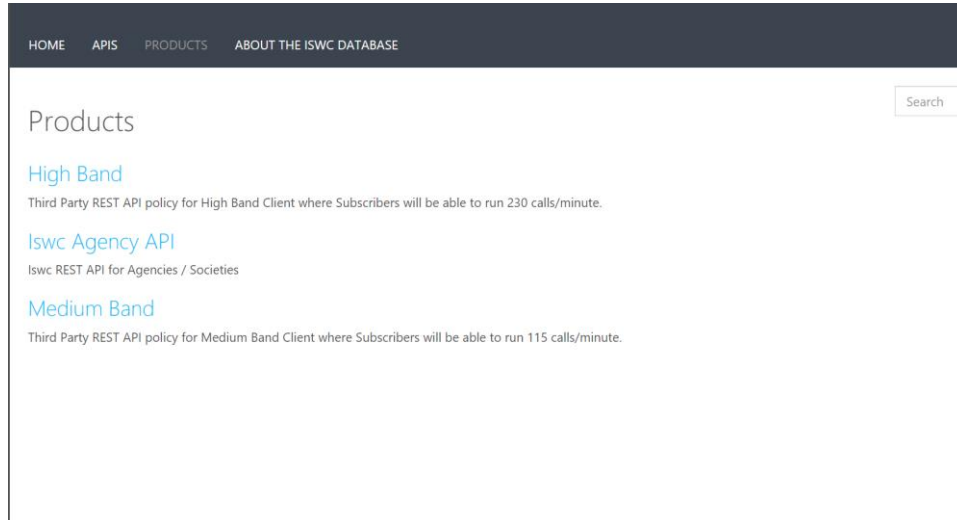 HOME APIS PRODUCTS ABOUT THE ISWC DATABASE
Search
Products
High Band
Third Party REST API policy for High Band Client where Subscribers will be able to run 230 calls/minute.
Iswc Agency API
Iswc REST API for Agencies / Societies
Medium Band
Third Party REST API policy for Medium Band Client where Subscribers will be able to run 115 calls/minute.